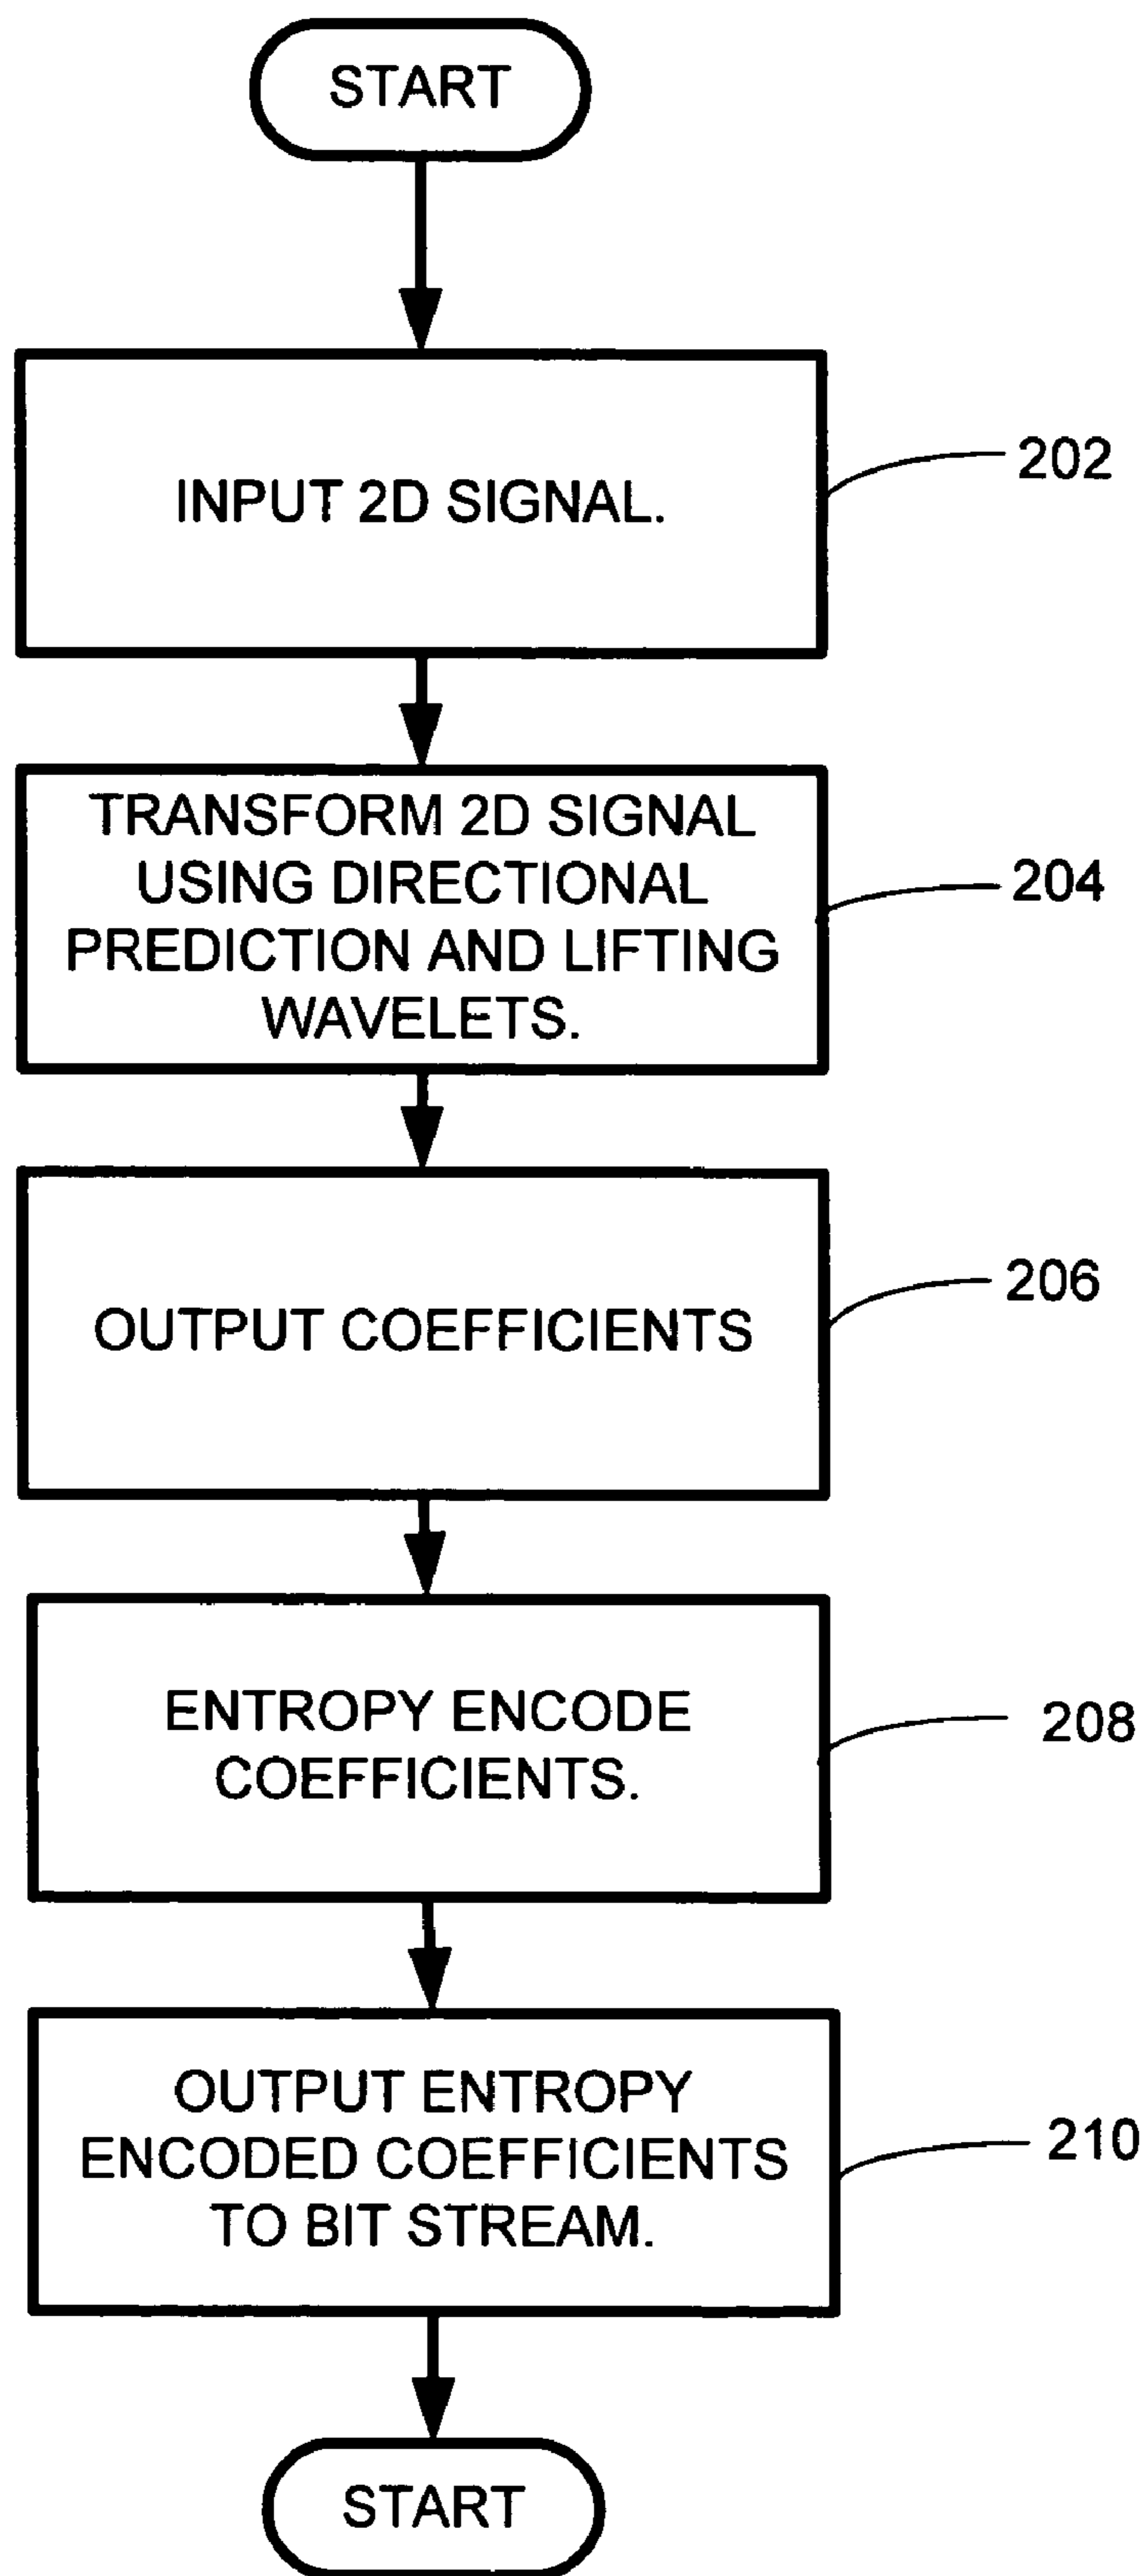 START
INPUT 2D SIGNAL.
202
TRANSFORM 2D SIGNAL
USING DIRECTIONAL
PREDICTION AND LIFTING
WAVELETS.
204
OUTPUT COEFFICIENTS
206
ENTROPY ENCODE
COEFFICIENTS.
208
OUTPUT ENTROPY
ENCODED COEFFICIENTS
TO BIT STREAM.
210
START